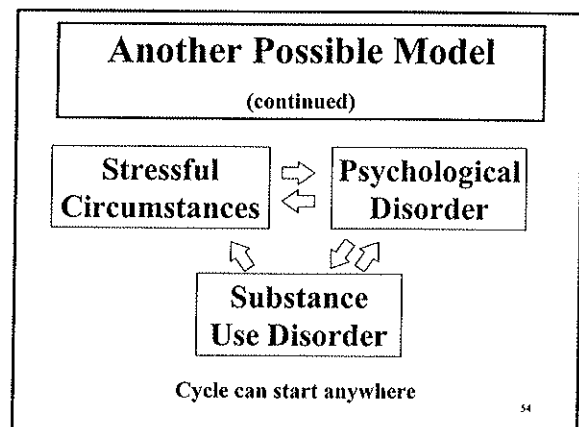 Another Possible Model
(continued)
Stressful
Circumstances
Psychological
Disorder
Substance
Use Disorder
Cycle can start anywhere
54